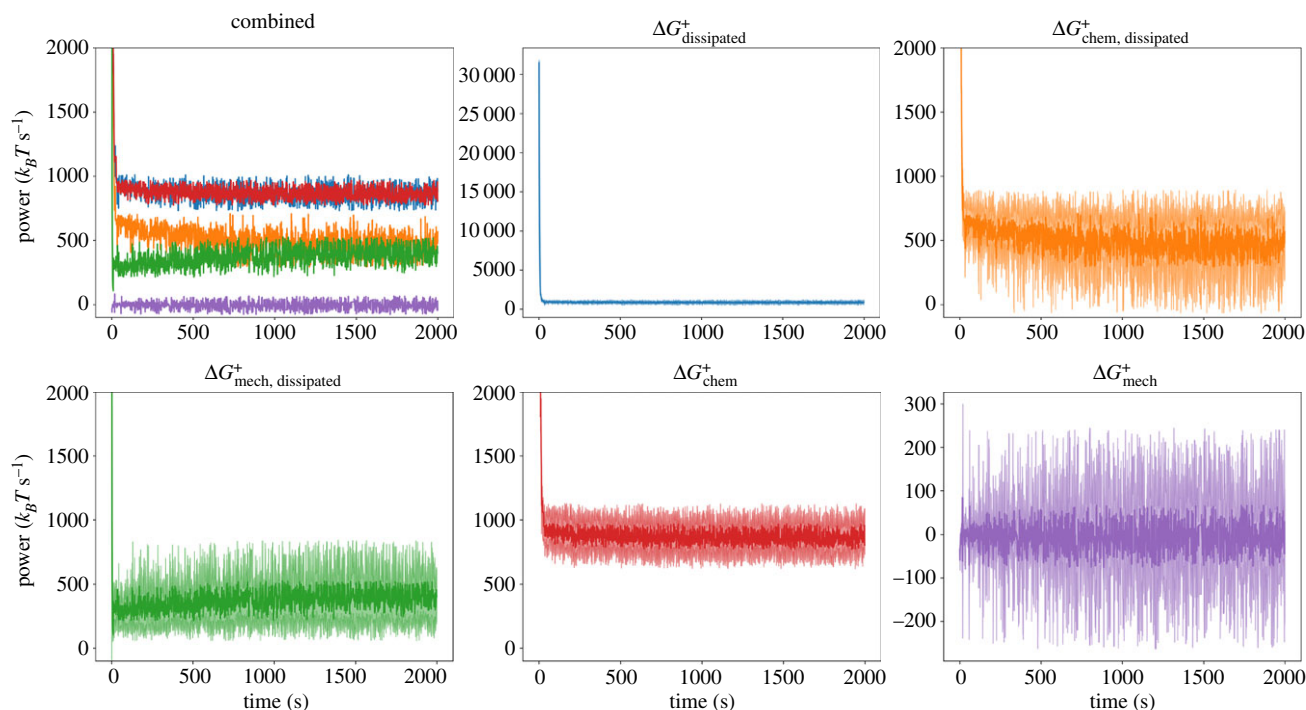 combined
ΔG⁺dissipated
ΔG⁺chem, dissipated
power (k_BT s⁻¹)
2000
1500
1000
500
0
0 500 1000 1500 2000
30 000
25 000
20 000
15 000
10 000
5000
0
0 500 1000 1500 2000
2000
1500
1000
500
0
0 500 1000 1500 2000
ΔG⁺mech, dissipated
ΔG⁺chem
ΔG⁺mech
power (k_BT s⁻¹)
2000
1500
1000
500
0
0 500 1000 1500 2000
time (s)
2000
1500
1000
500
0
0 500 1000 1500 2000
time (s)
300
200
100
0
−100
−200
0 500 1000 1500 2000
time (s)